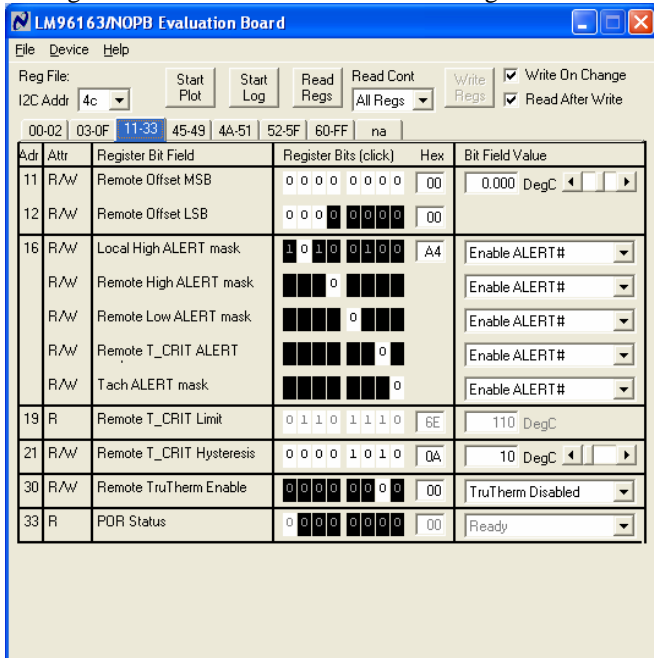 LM96163/NOPB Evaluation Board
File Device Help
Reg File:
I2C Addr 4c
Start Plot
Start Log
Read Regs
Read Cont
All Regs
Write Regs
Write On Change
Read After Write
00-02 03-0F 11-33 45-49 4A-51 52-5F 60-FF na
Adr Attr Register Bit Field Register Bits (click) Hex Bit Field Value
11 R/W Remote Offset MSB 0 0 0 0 0 0 0 0 00 0.000 DegC
12 R/W Remote Offset LSB 0 0 0 0 0 0 0 0 00
16 R/W Local High ALERT mask 1 0 1 0 0 1 0 0 A4 Enable ALERT#
R/W Remote High ALERT mask 0 Enable ALERT#
R/W Remote Low ALERT mask 0 Enable ALERT#
R/W Remote T_CRIT ALERT 0 Enable ALERT#
R/W Tach ALERT mask 0 Enable ALERT#
19 R Remote T_CRIT Limit 0 1 1 0 1 1 1 0 6E 110 DegC
21 R/W Remote T_CRIT Hysteresis 0 0 0 0 1 0 1 0 0A 10 DegC
30 R/W Remote TruTherm Enable 0 0 0 0 0 0 0 0 00 TruTherm Disabled
33 R POR Status 0 0 0 0 0 0 0 0 00 Ready